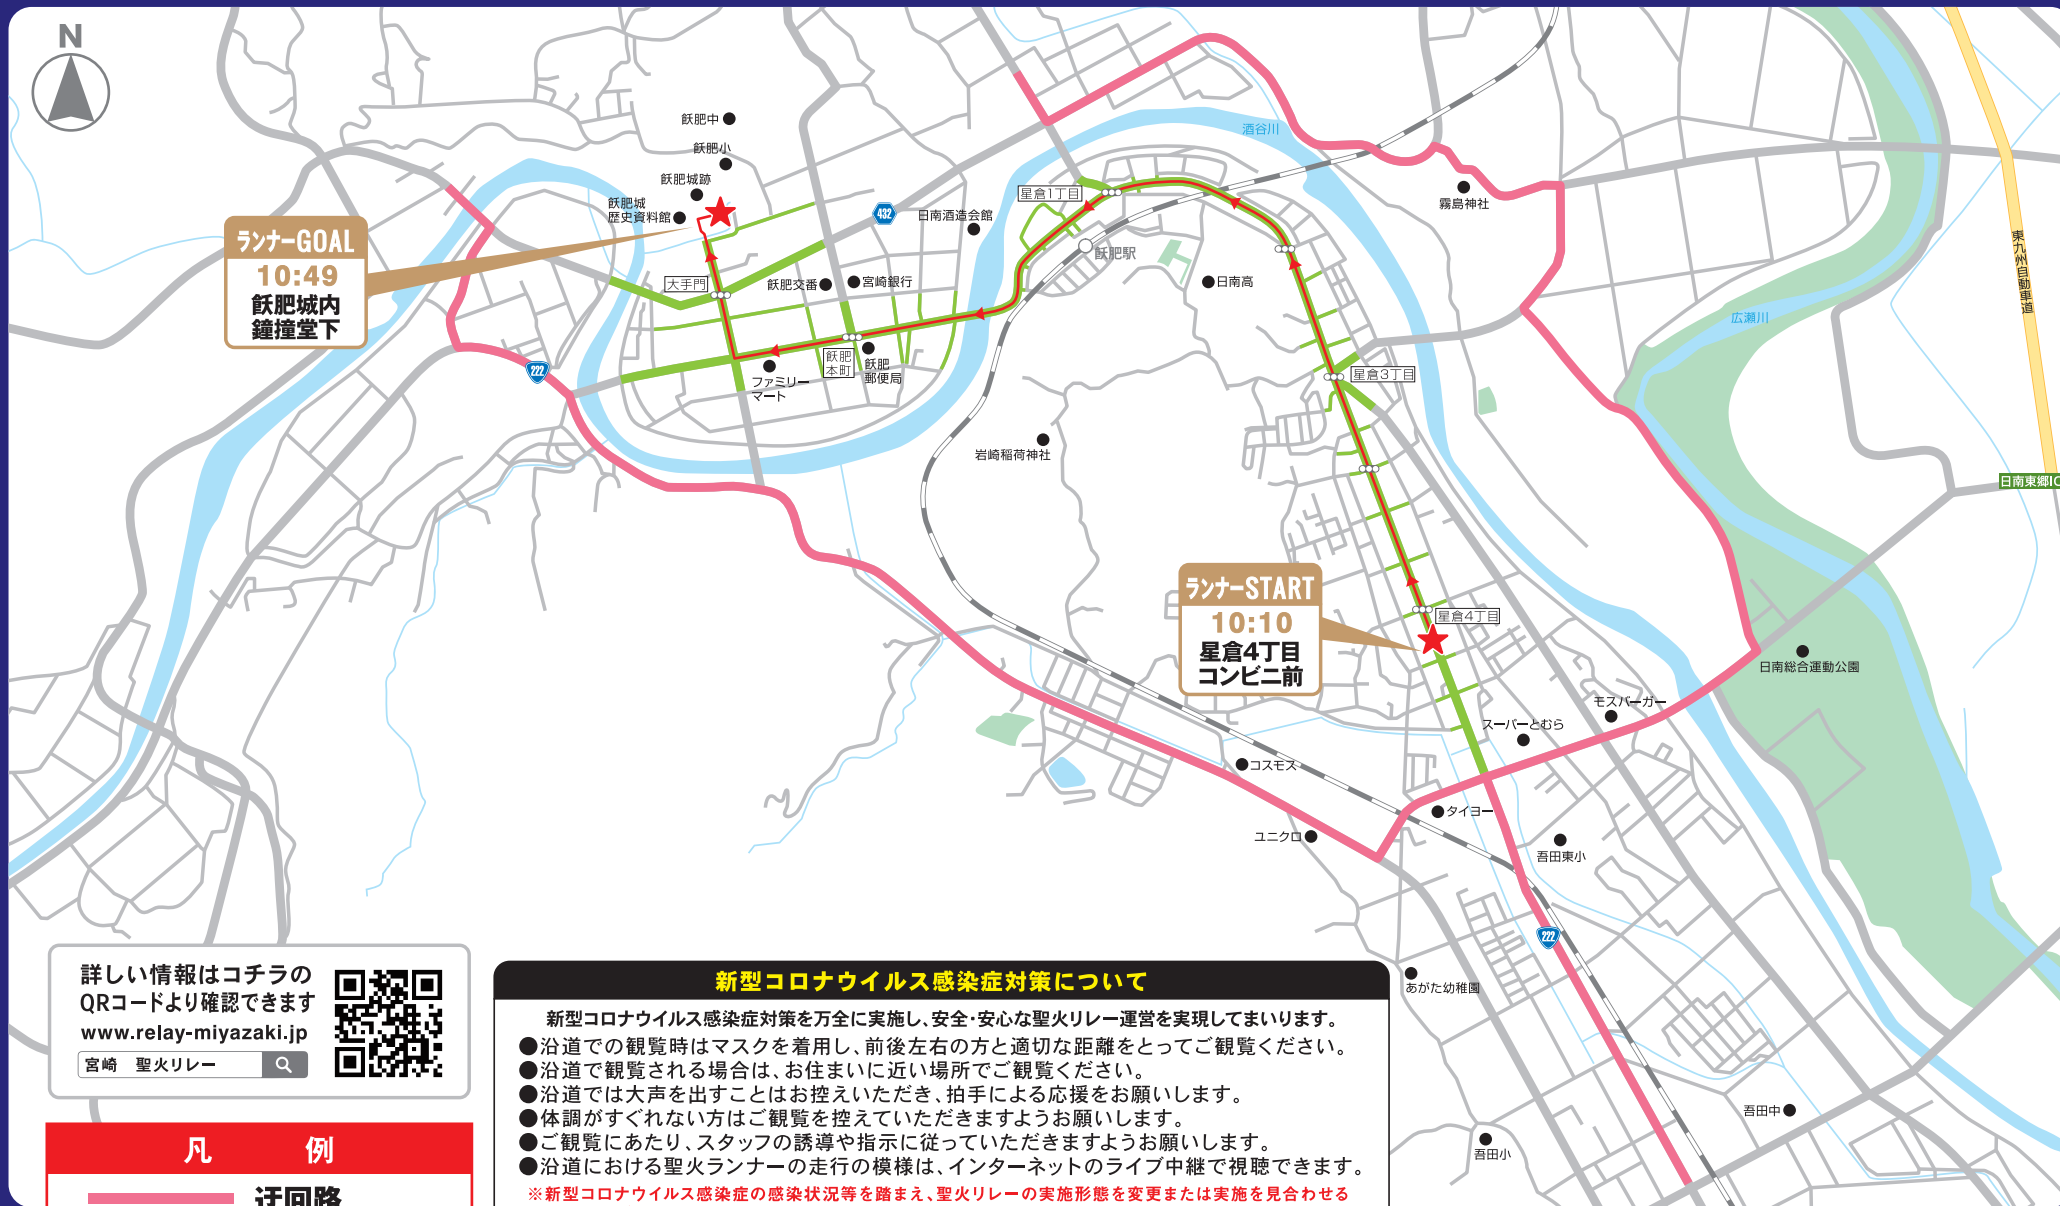 N
飫肥中
飫肥小
飫肥城跡
飫肥城
歴史資料館
ランナーGOAL
10:49
飫肥城内
鐘撞堂下
大手門
432
日南酒造会館
飫肥交番
宮崎銀行
飫肥
本町
飫肥
郵便局
ファミリー
マート
222
星倉1丁目
飫肥駅
酒谷川
霧島神社
日南高
星倉3丁目
岩崎稲荷神社
広瀬川
東九州自動車道
日南東郷IC
ランナーSTART
10:10
星倉4丁目
コンビニ前
星倉4丁目
日南総合運動公園
モスバーガー
スーパーとむら
コスモス
タイヨー
ユニクロ
吾田東小
222
あがた幼稚園
吾田中
吾田小
詳しい情報はコチラの
QRコードより確認できます
www.relay-miyazaki.jp
宮崎　聖火リレー
凡　例
迂回路
新型コロナウイルス感染症対策について
新型コロナウイルス感染症対策を万全に実施し、安全・安心な聖火リレー運営を実現してまいります。
●沿道での観覧時はマスクを着用し、前後左右の方と適切な距離をとってご観覧ください。
●沿道で観覧される場合は、お住まいに近い場所でご観覧ください。
●沿道では大声を出すことはお控えいただき、拍手による応援をお願いします。
●体調がすぐれない方はご観覧を控えていただきますようお願いします。
●ご観覧にあたり、スタッフの誘導や指示に従っていただきますようお願いします。
●沿道における聖火ランナーの走行の模様は、インターネットのライブ中継で視聴できます。
※新型コロナウイルス感染症の感染状況等を踏まえ、聖火リレーの実施形態を変更または実施を見合わせる